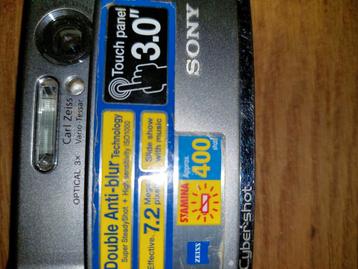 Carl Zeiss
Vario-Tessar
OPTICAL 3x
Touch panel
3.0"
SONY
Double Anti-blur Technology
Super SteadyShot + High sensitivity ISO1000
Effective 7.2 Mega pixels
Slide show
with music
STAMINA
Approx.
400
ZEISS
Cyber-shot